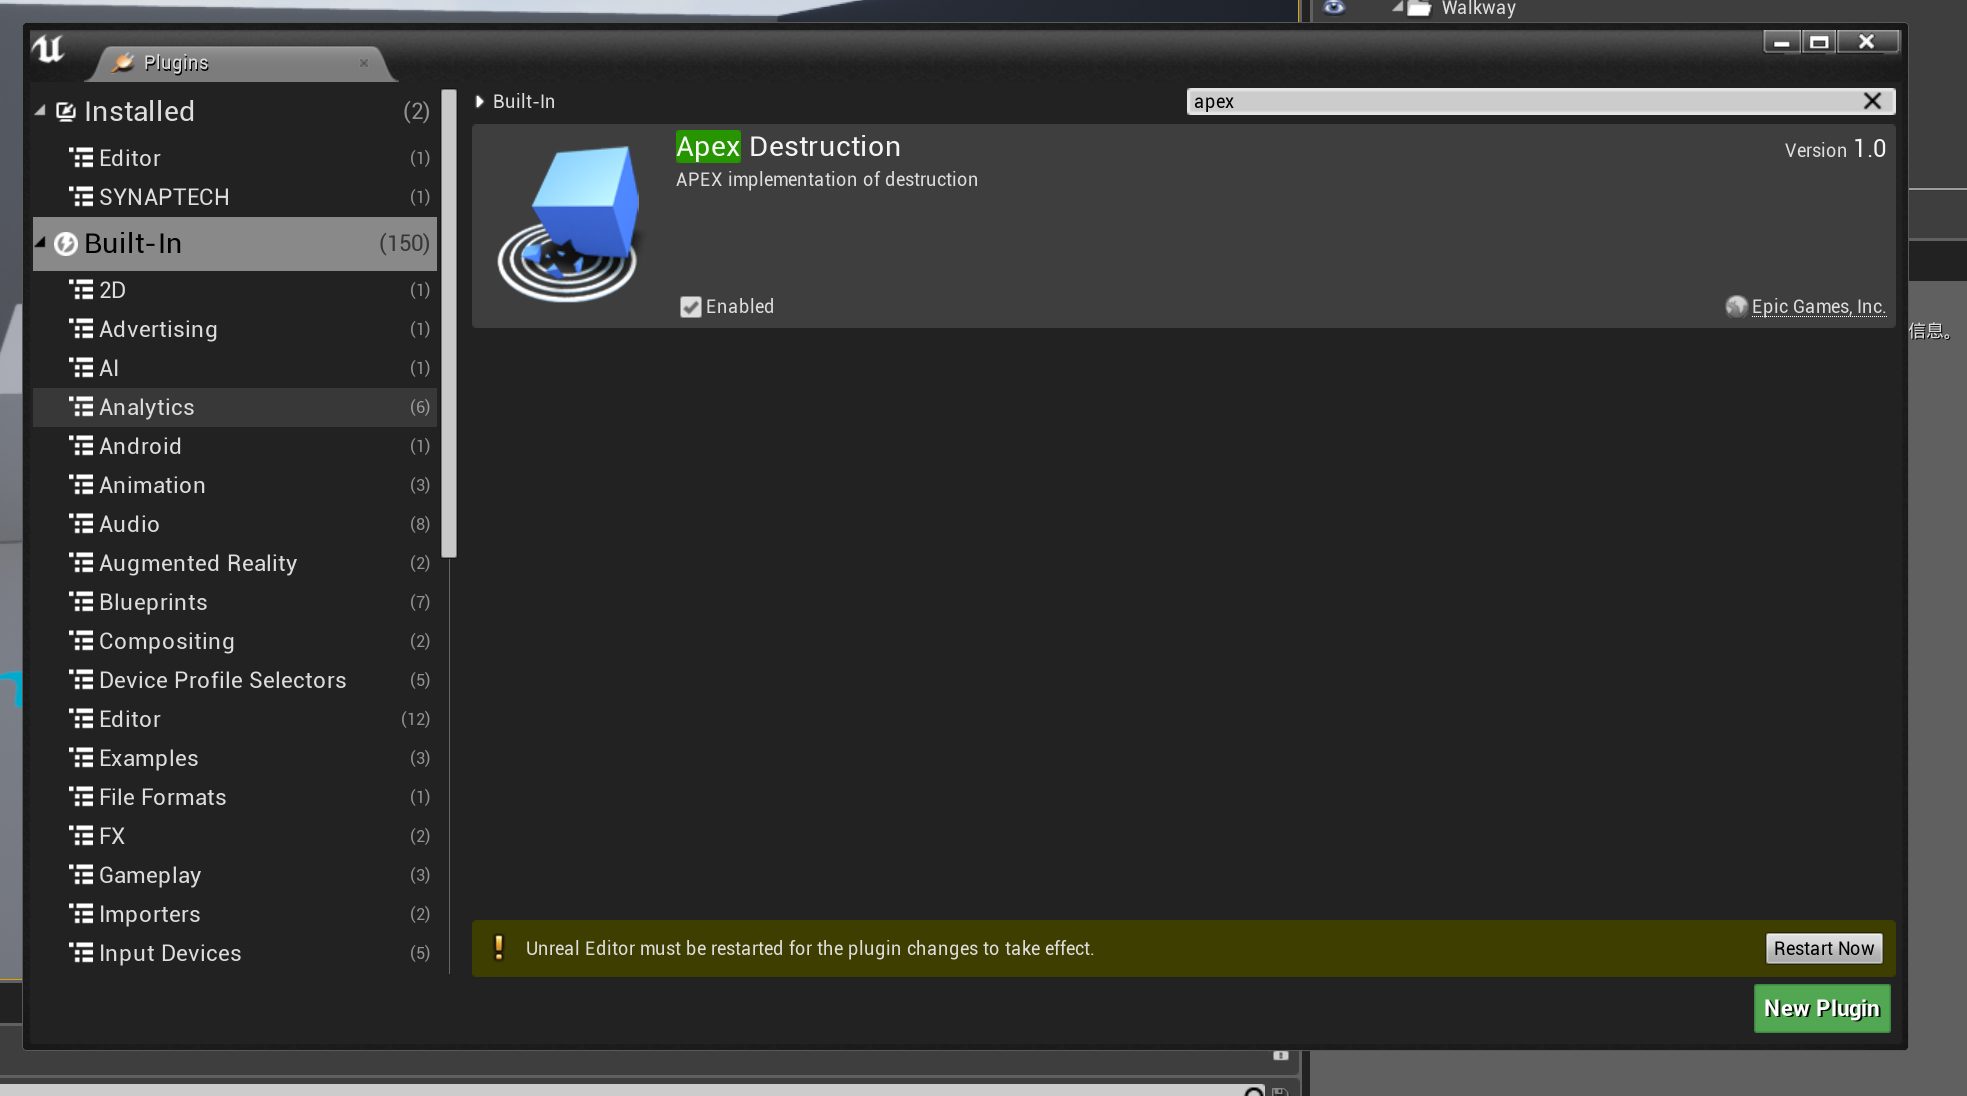 Walkway
Plugins
Installed (2)
Editor (1)
SYNAPTECH (1)
Built-In (150)
2D (1)
Advertising (1)
AI (1)
Analytics (6)
Android (1)
Animation (3)
Audio (8)
Augmented Reality (2)
Blueprints (7)
Compositing (2)
Device Profile Selectors (5)
Editor (12)
Examples (3)
File Formats (1)
FX (2)
Gameplay (3)
Importers (2)
Input Devices (5)
Built-In
apex
Apex Destruction
Version 1.0
APEX implementation of destruction
Enabled
Epic Games, Inc.
信息。
Unreal Editor must be restarted for the plugin changes to take effect.
Restart Now
New Plugin